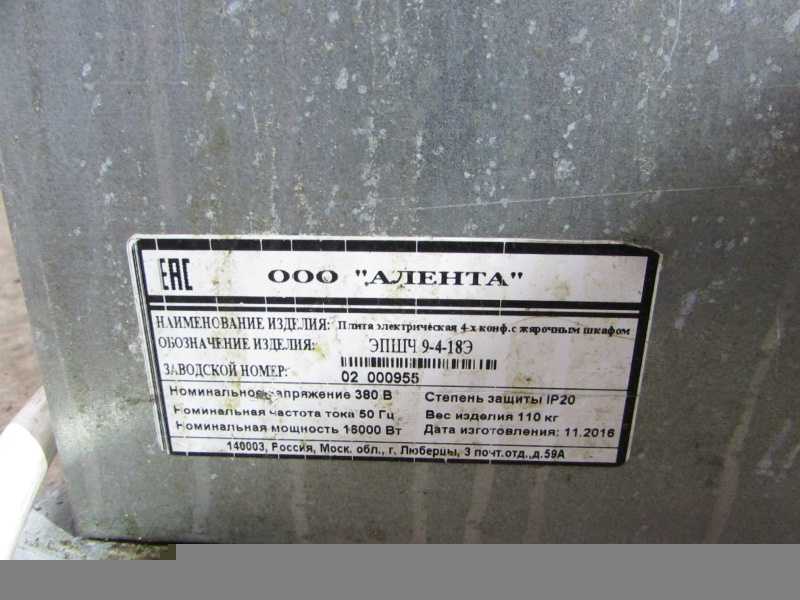 EAC ООО "АЛЕНТА"
НАИМЕНОВАНИЕ ИЗДЕЛИЯ: Плита электрическая 4-х конф.с жарочным шкафом
ОБОЗНАЧЕНИЕ ИЗДЕЛИЯ: ЭПШЧ 9-4-18Э
ЗАВОДСКОЙ НОМЕР:
02 000955
Номинальное напряжение 380 В Степень защиты IP20
Номинальная частота тока 50 Гц Вес изделия 110 кг
Номинальная мощность 16000 Вт Дата изготовления: 11.2016
140003, Россия, Моск. обл., г. Люберцы, 3 почт.отд.,д.59А